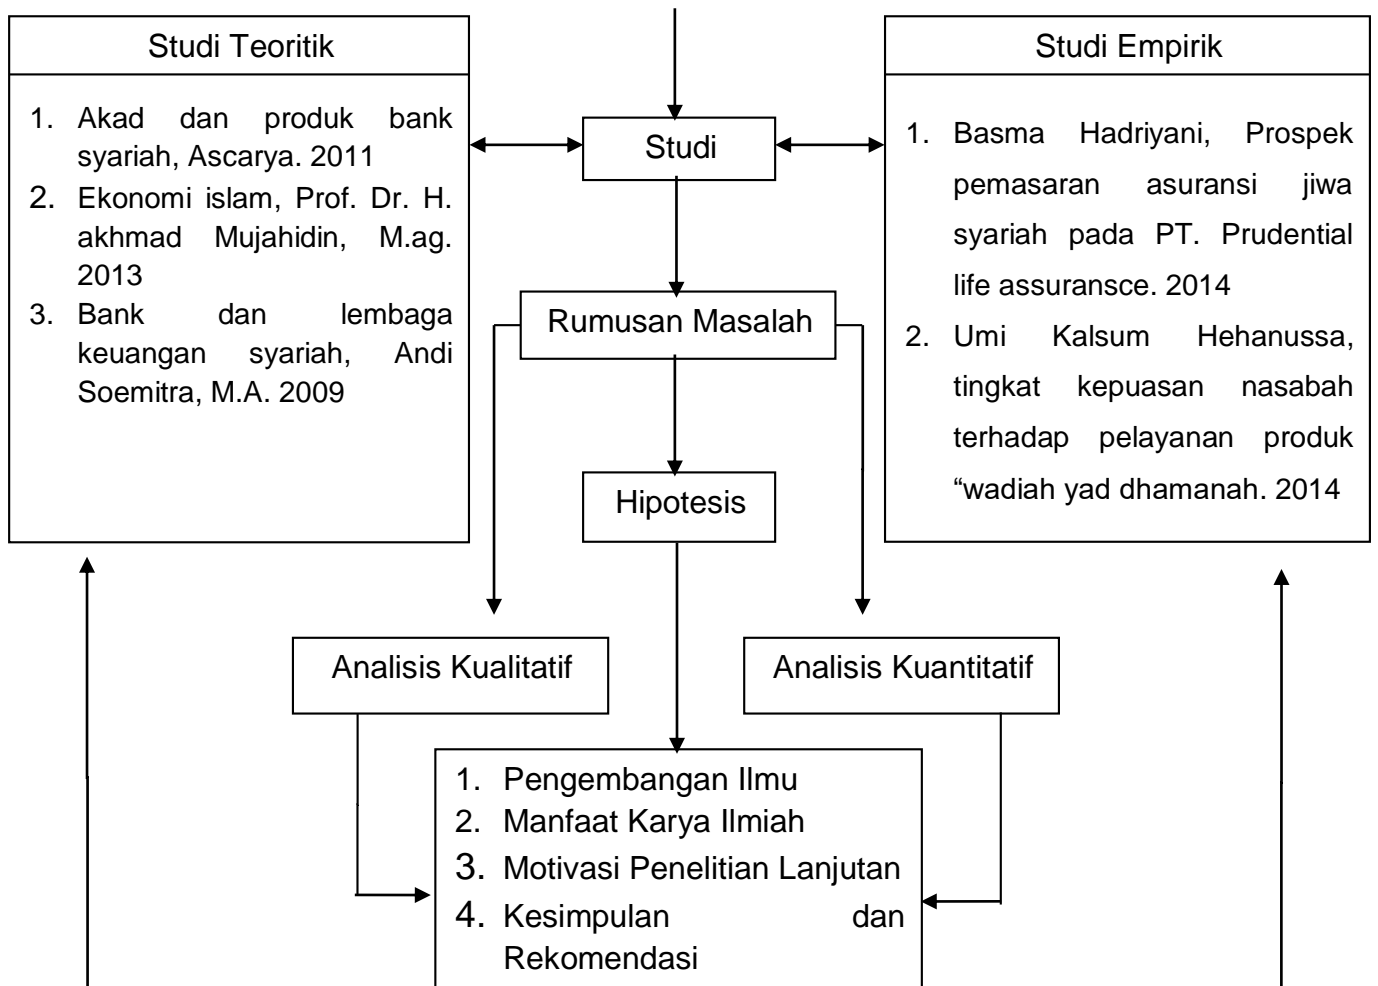 Studi Teoritik
1. Akad dan produk bank
syariah, Ascarya. 2011
2. Ekonomi islam, Prof. Dr. H.
akhmad Mujahidin, M.ag.
2013
3. Bank dan lembaga
keuangan syariah, Andi
Soemitra, M.A. 2009
Studi
Studi Empirik
1. Basma Hadriyani, Prospek
pemasaran asuransi jiwa
syariah pada PT. Prudential
life assuransce. 2014
2. Umi Kalsum Hehanussa,
tingkat kepuasan nasabah
terhadap pelayanan produk
“wadiah yad dhamanah. 2014
Rumusan Masalah
Hipotesis
Analisis Kualitatif
Analisis Kuantitatif
1. Pengembangan Ilmu
2. Manfaat Karya Ilmiah
3. Motivasi Penelitian Lanjutan
4. Kesimpulan dan
Rekomendasi